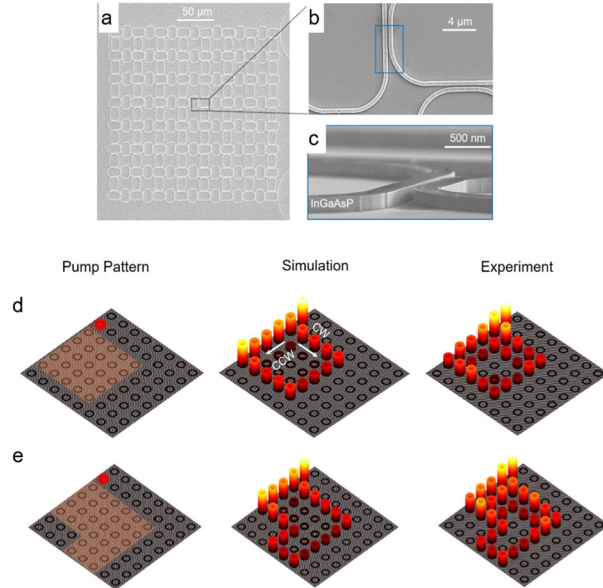 a
50 µm
b
4 µm
c
500 nm
InGaAsP
Pump Pattern
Simulation
Experiment
d
CW
CCW
e